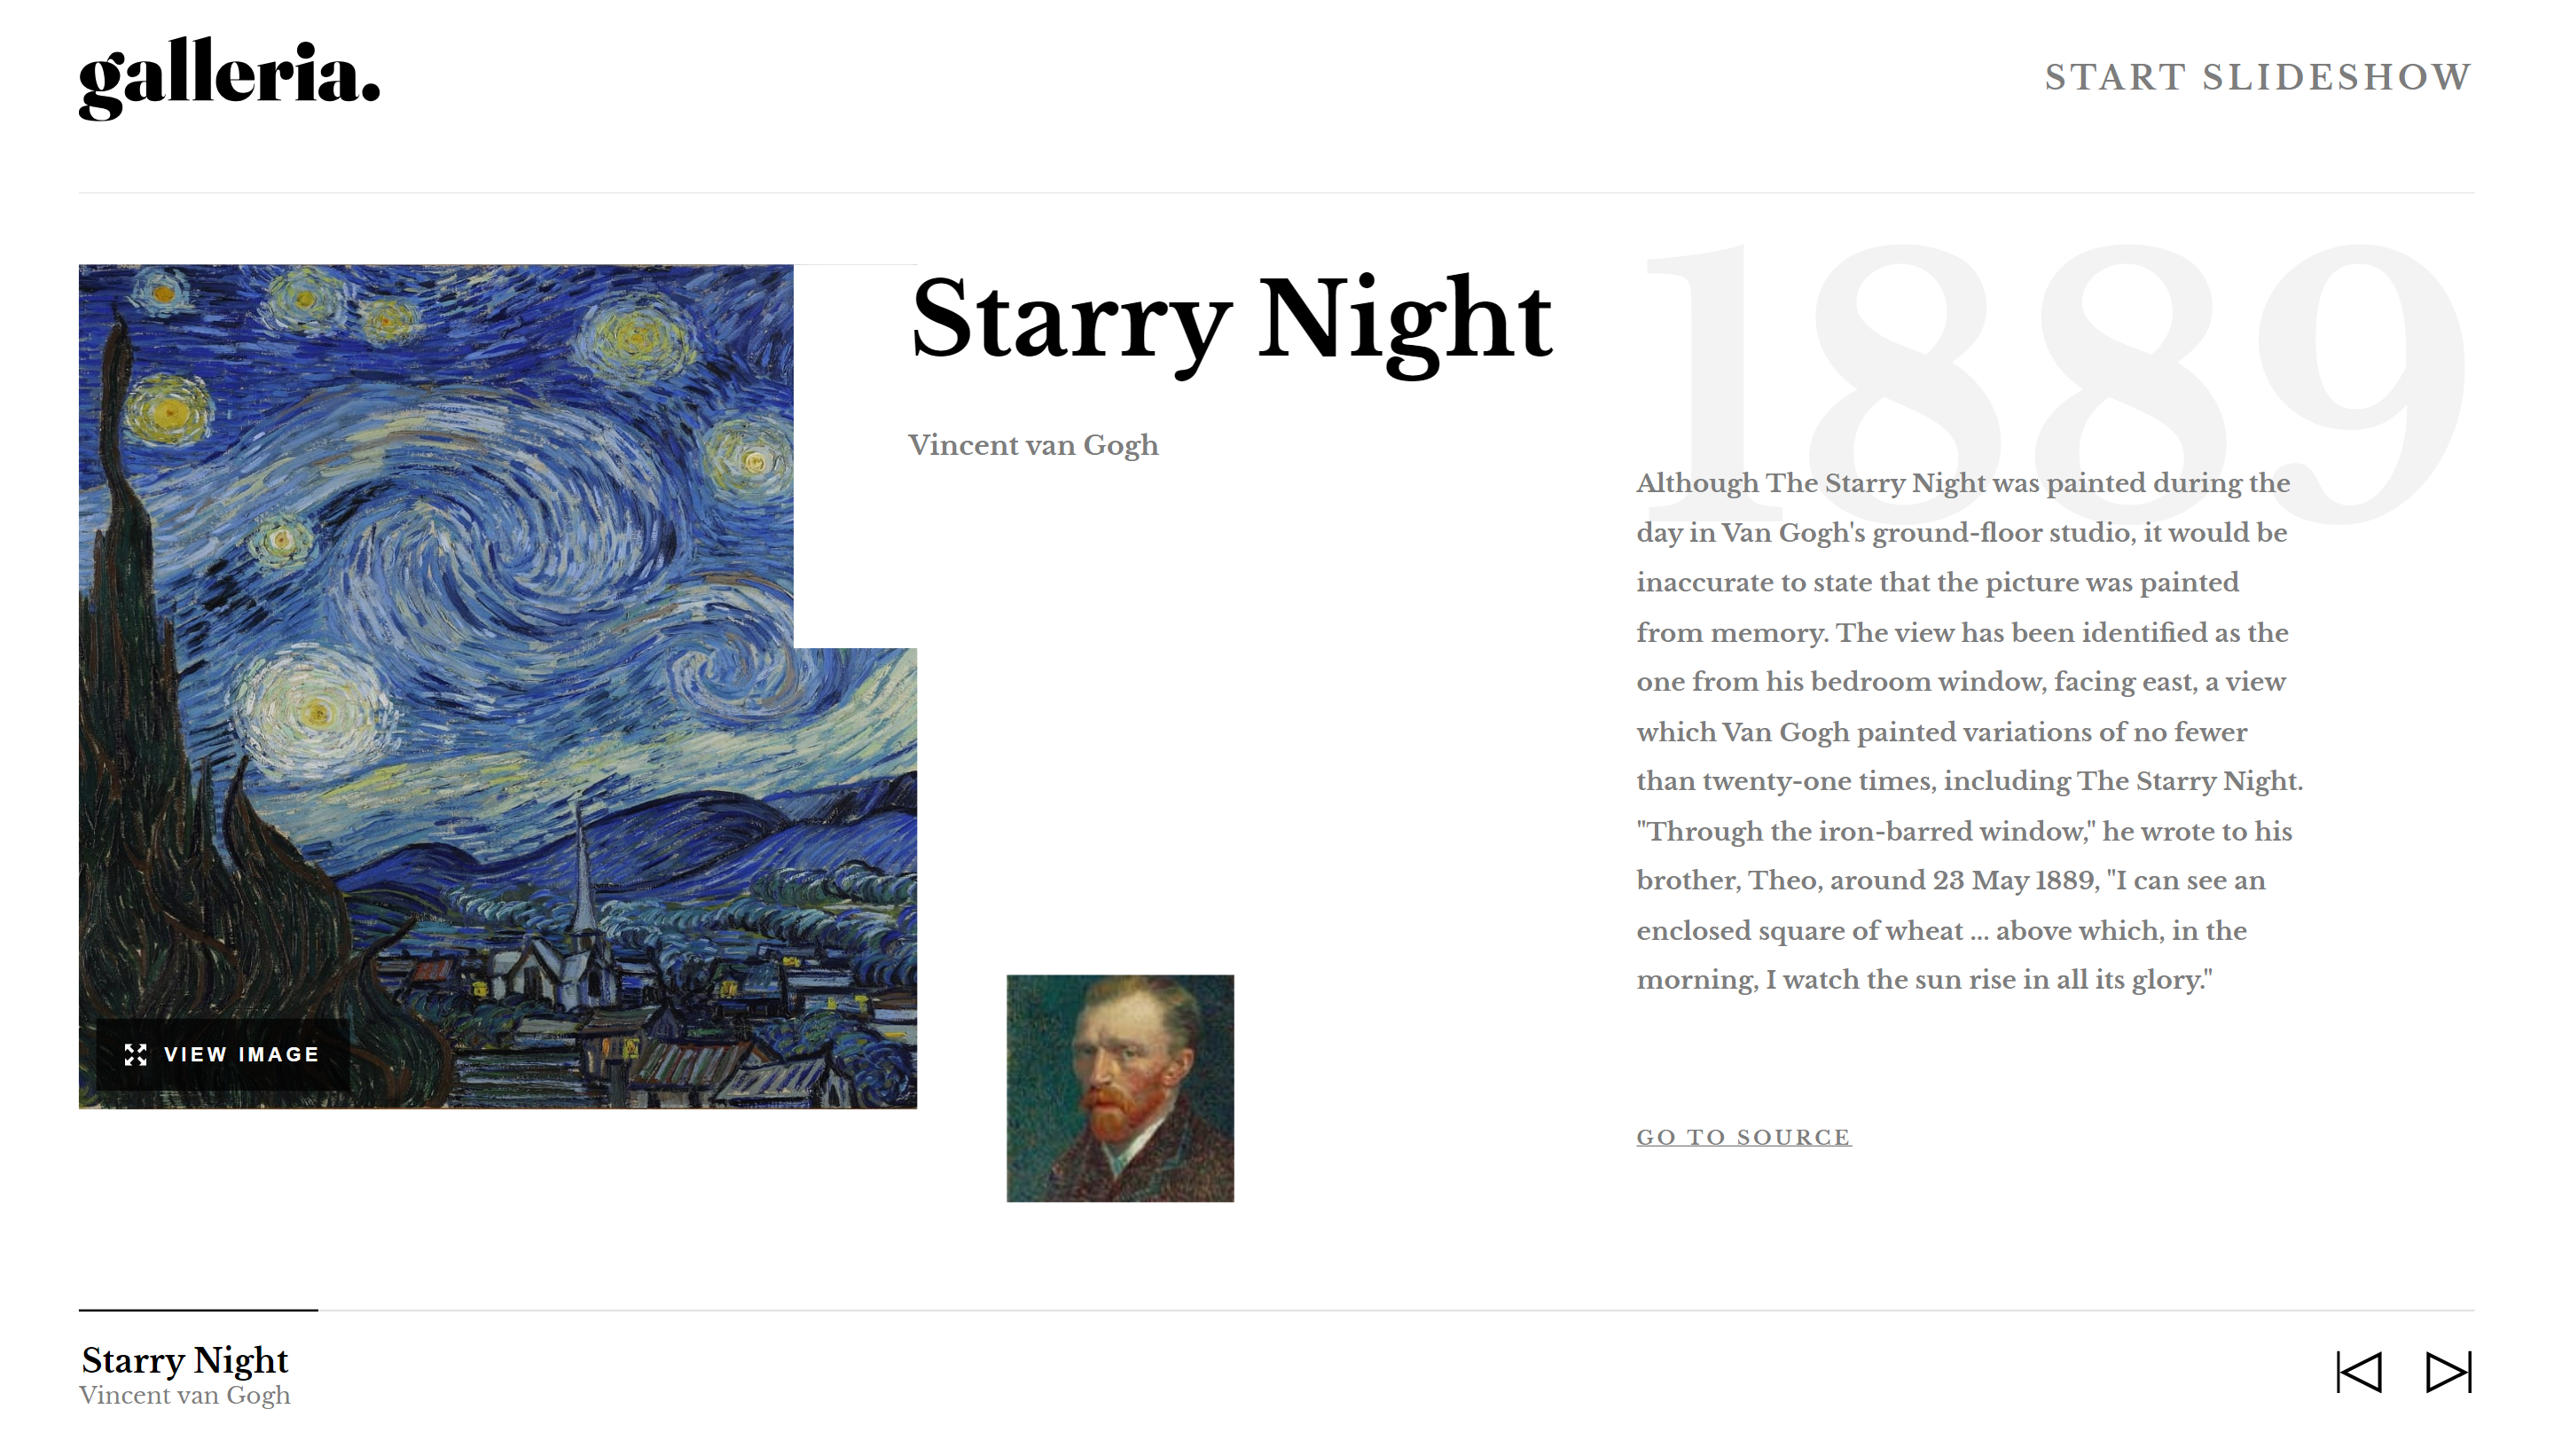 galleria.
START SLIDESHOW
Starry Night
Vincent van Gogh
1889
Although The Starry Night was painted during the
day in Van Gogh's ground-floor studio, it would be
inaccurate to state that the picture was painted
from memory. The view has been identified as the
one from his bedroom window, facing east, a view
which Van Gogh painted variations of no fewer
than twenty-one times, including The Starry Night.
"Through the iron-barred window," he wrote to his
brother, Theo, around 23 May 1889, "I can see an
enclosed square of wheat ... above which, in the
morning, I watch the sun rise in all its glory."
VIEW IMAGE
GO TO SOURCE
Starry Night
Vincent van Gogh